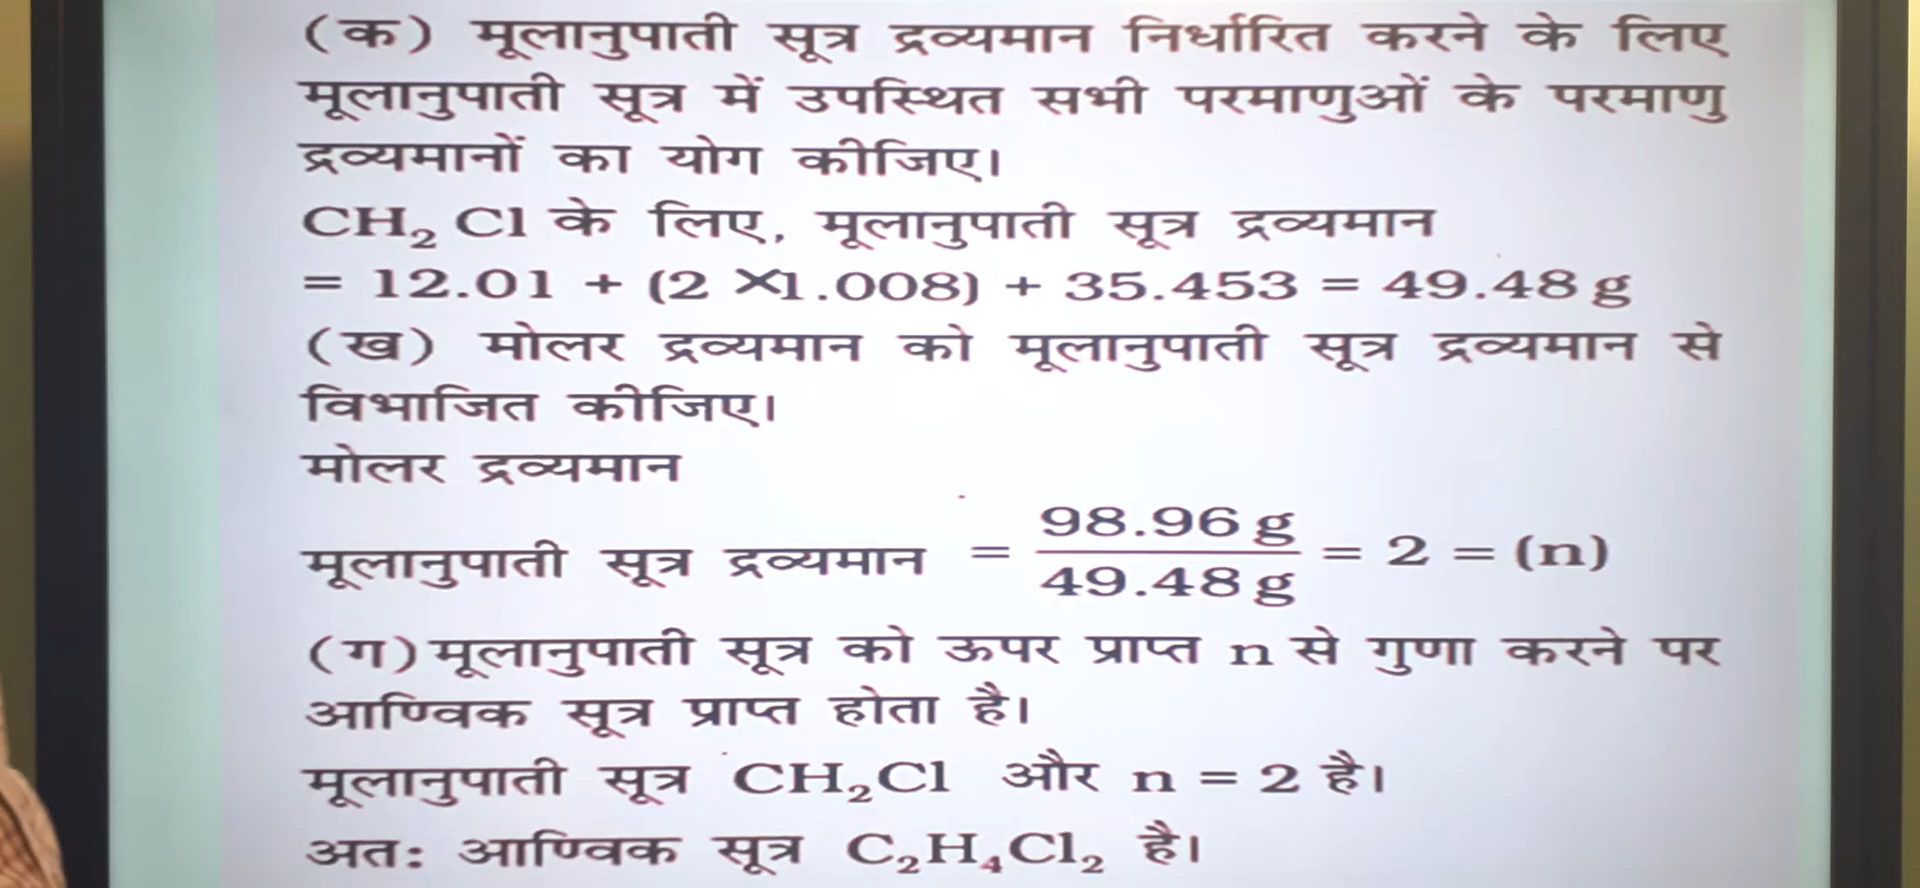 (क) मूलानुपाती सूत्र द्रव्यमान निर्धारित करने के लिए
मूलानुपाती सूत्र में उपस्थित सभी परमाणुओं के परमाणु
द्रव्यमानों का योग कीजिए।
CH₂ Cl के लिए, मूलानुपाती सूत्र द्रव्यमान
= 12.01 + (2 ×1.008) + 35.453 = 49.48 g
(ख) मोलर द्रव्यमान को मूलानुपाती सूत्र द्रव्यमान से
विभाजित कीजिए।
मोलर द्रव्यमान
मूलानुपाती सूत्र द्रव्यमान = 98.96 g / 49.48 g = 2 = (n)
(ग) मूलानुपाती सूत्र को ऊपर प्राप्त n से गुणा करने पर
आण्विक सूत्र प्राप्त होता है।
मूलानुपाती सूत्र CH₂Cl और n = 2 है।
अतः आण्विक सूत्र C₂H₄Cl₂ है।